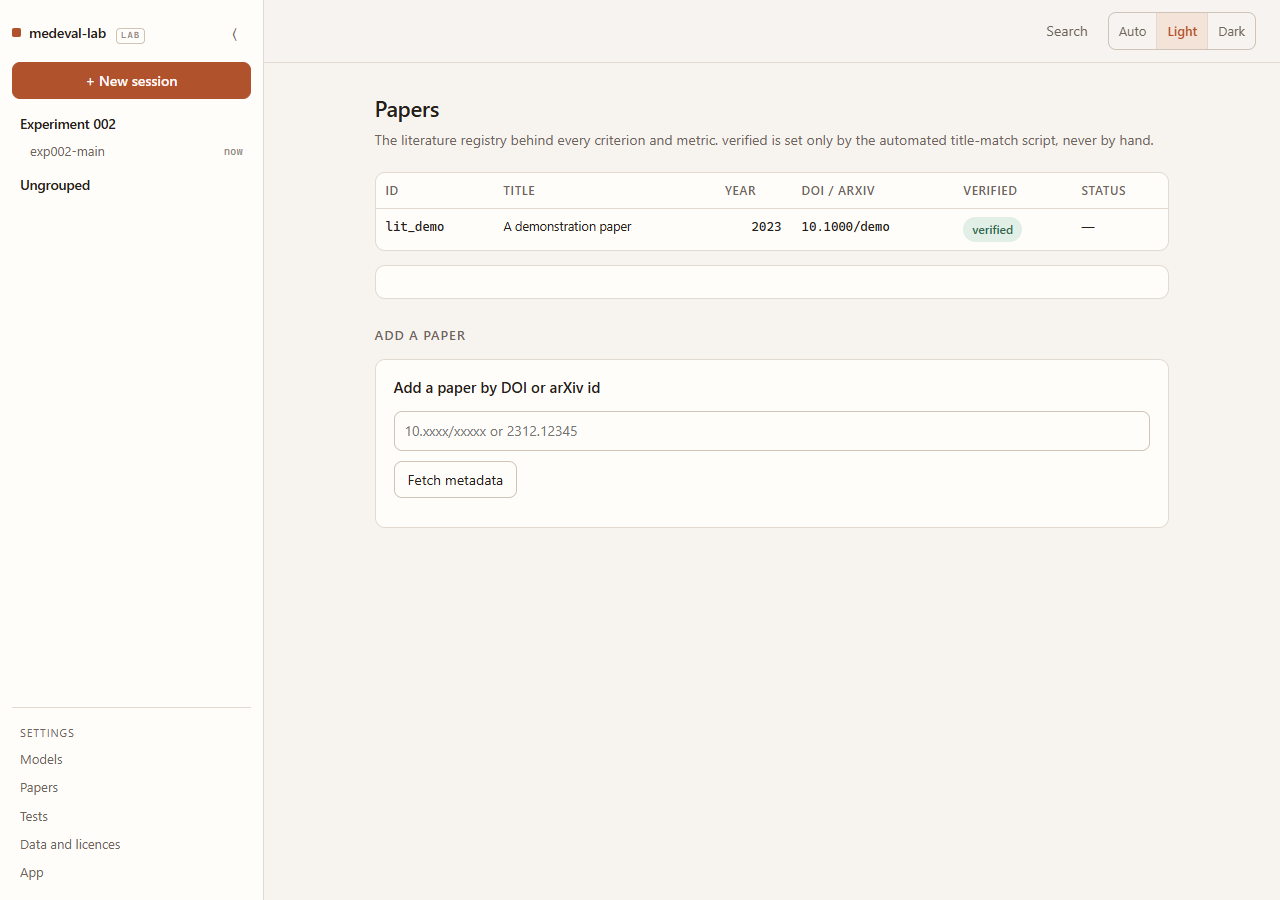 medeval-lab LAB ⟨
+ New session
Experiment 002
exp002-main now
Ungrouped
SETTINGS
Models
Papers
Tests
Data and licences
App
Search Auto Light Dark
Papers
The literature registry behind every criterion and metric. verified is set only by the automated title-match script, never by hand.
ID TITLE YEAR DOI / ARXIV VERIFIED STATUS
lit_demo A demonstration paper 2023 10.1000/demo verified —
ADD A PAPER
Add a paper by DOI or arXiv id
10.xxxx/xxxxx or 2312.12345
Fetch metadata